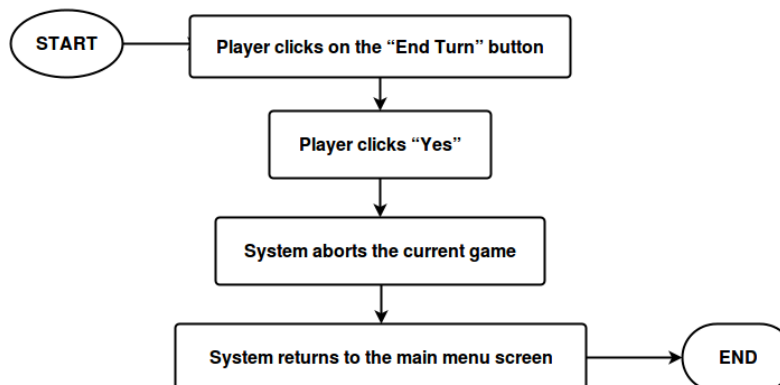 START
Player clicks on the “End Turn” button
Player clicks “Yes”
System aborts the current game
System returns to the main menu screen
END